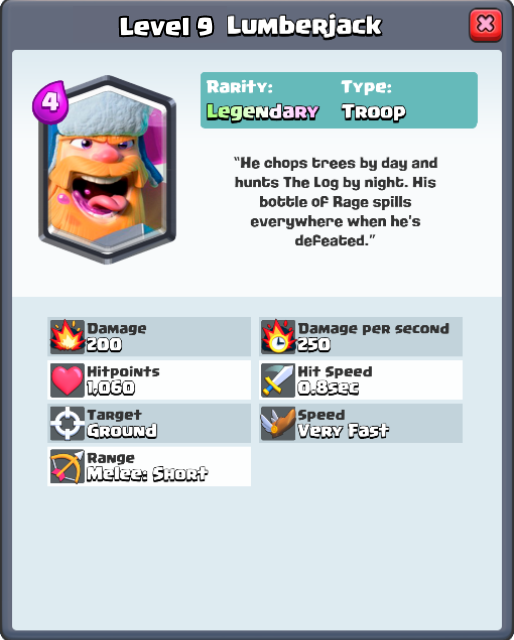 Level 9 Lumberjack
4
Rarity: Type:
Legendary Troop
“He chops trees by day and
hunts The Log by night. His
bottle of Rage spills
everywhere when he's
defeated.”
Damage
200
Damage per second
250
Hitpoints
1,060
Hit Speed
0.8sec
Target
Ground
Speed
Very Fast
Range
Melee: Short